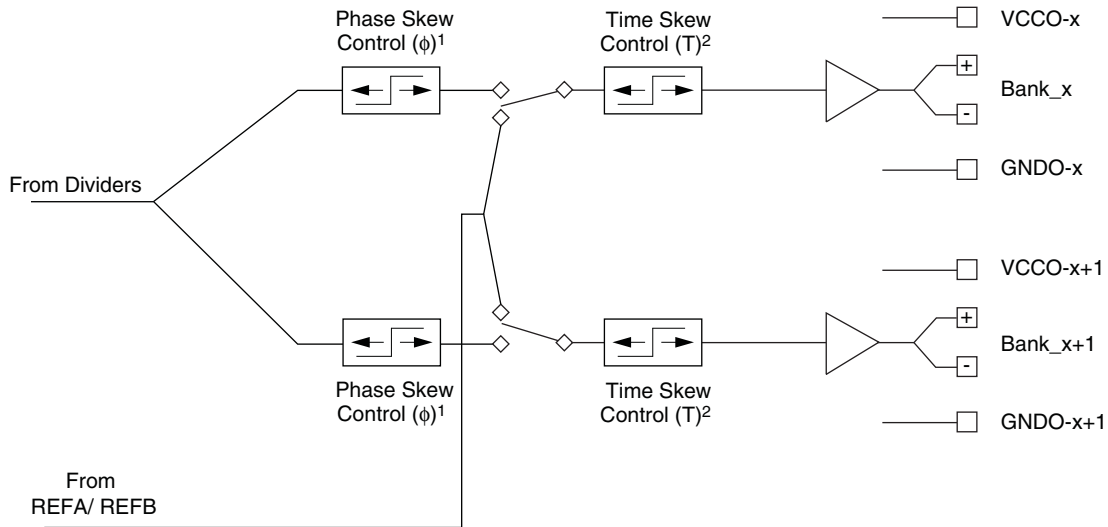 Phase Skew
Control (ϕ)¹
Time Skew
Control (T)²
VCCO-x
+
Bank_x
-
GNDO-x
From Dividers
VCCO-x+1
+
Bank_x+1
-
GNDO-x+1
Phase Skew
Control (ϕ)¹
Time Skew
Control (T)²
From
REFA/ REFB